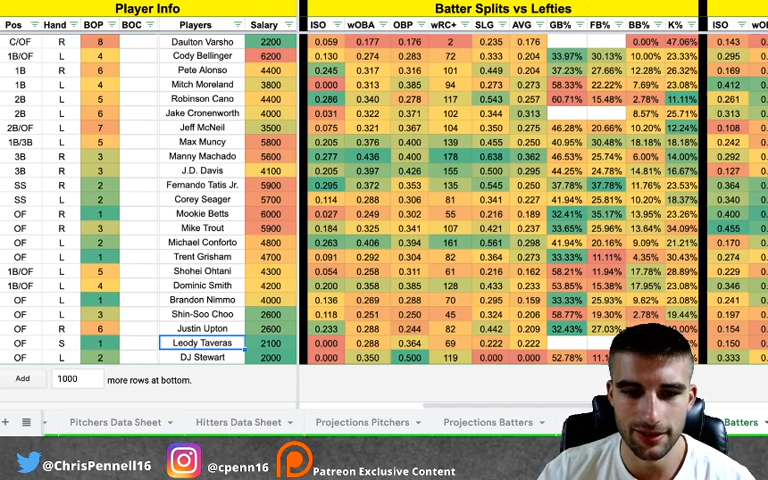 Player Info Batter Splits vs Lefties
Pos Hand BOP BOC Players Salary ISO wOBA OBP wRC+ SLG AVG GB% FB% BB% K% ISO
C/OF R 8 Daulton Varsho 2200 0.059 0.177 0.176 2 0.235 0.176 0.00% 47.06% 0.143
1B/OF L 4 Cody Bellinger 6200 0.130 0.274 0.283 72 0.333 0.204 33.97% 30.13% 10.00% 23.33% 0.295
1B R 6 Pete Alonso 4400 0.245 0.317 0.316 101 0.449 0.204 37.23% 27.66% 12.28% 26.32% 0.169
1B L 4 Mitch Moreland 3800 0.000 0.313 0.385 94 0.273 0.273 58.33% 22.22% 7.69% 23.08% 0.412
2B L 5 Robinson Cano 4400 0.286 0.340 0.278 117 0.543 0.257 60.71% 15.48% 2.78% 11.11% 0.261
2B L 6 Jake Cronenworth 4000 0.031 0.322 0.371 102 0.344 0.313 8.57% 25.71% 0.313
2B/OF L 7 Jeff McNeil 3500 0.075 0.321 0.367 104 0.350 0.275 46.28% 20.66% 10.20% 12.24% 0.108
1B/3B L 5 Max Muncy 5800 0.205 0.376 0.400 139 0.455 0.250 40.95% 30.48% 18.18% 18.18% 0.242
3B R 3 Manny Machado 5600 0.277 0.436 0.400 178 0.638 0.362 46.53% 25.74% 6.00% 14.00% 0.292
3B R 3 J.D. Davis 4100 0.205 0.397 0.426 155 0.500 0.295 44.78% 24.25% 14.81% 16.67% 0.127
SS R 2 Fernando Tatis Jr. 5900 0.295 0.372 0.353 135 0.545 0.250 37.78% 37.78% 11.76% 23.53% 0.364
SS L 2 Corey Seager 5700 0.114 0.288 0.306 81 0.341 0.227 41.94% 25.81% 10.20% 18.37% 0.340
OF R 1 Mookie Betts 6000 0.027 0.249 0.302 55 0.216 0.189 32.41% 35.17% 13.95% 23.26% 0.400
OF R 3 Mike Trout 5900 0.184 0.325 0.341 107 0.421 0.237 33.65% 25.96% 13.64% 34.09% 0.455
OF L 2 Michael Conforto 4800 0.263 0.406 0.394 161 0.561 0.298 41.94% 20.16% 9.09% 21.21% 0.170
OF L 1 Trent Grisham 4700 0.091 0.292 0.304 82 0.364 0.273 33.33% 11.11% 4.35% 30.43% 0.274
1B/OF L 5 Shohei Ohtani 4300 0.054 0.258 0.311 61 0.216 0.162 58.21% 11.94% 17.78% 28.89% 0.229
1B/OF L 4 Dominic Smith 4200 0.200 0.358 0.385 128 0.433 0.233 53.85% 15.38% 17.95% 23.08% 0.346
OF L 1 Brandon Nimmo 4000 0.136 0.269 0.288 70 0.295 0.159 33.33% 25.93% 9.62% 23.08% 0.241
OF L 3 Shin-Soo Choo 2600 0.118 0.251 0.250 45 0.324 0.206 58.77% 19.30% 2.78% 19.44% 0.197
OF R 6 Justin Upton 2600 0.233 0.288 0.244 82 0.442 0.209 32.43% 27.03% 0.154
OF S 1 Leody Taveras 2100 0.000 0.288 0.364 69 0.222 0.222 0.150
OF L 2 DJ Stewart 2000 0.000 0.350 0.500 119 0.000 0.000 52.78% 0.333
Add 1000 more rows at bottom.
Pitchers Data Sheet Hitters Data Sheet Projections Pitchers Projections Batters Batters
@ChrisPennell16 @cpenn16 Patreon Exclusive Content